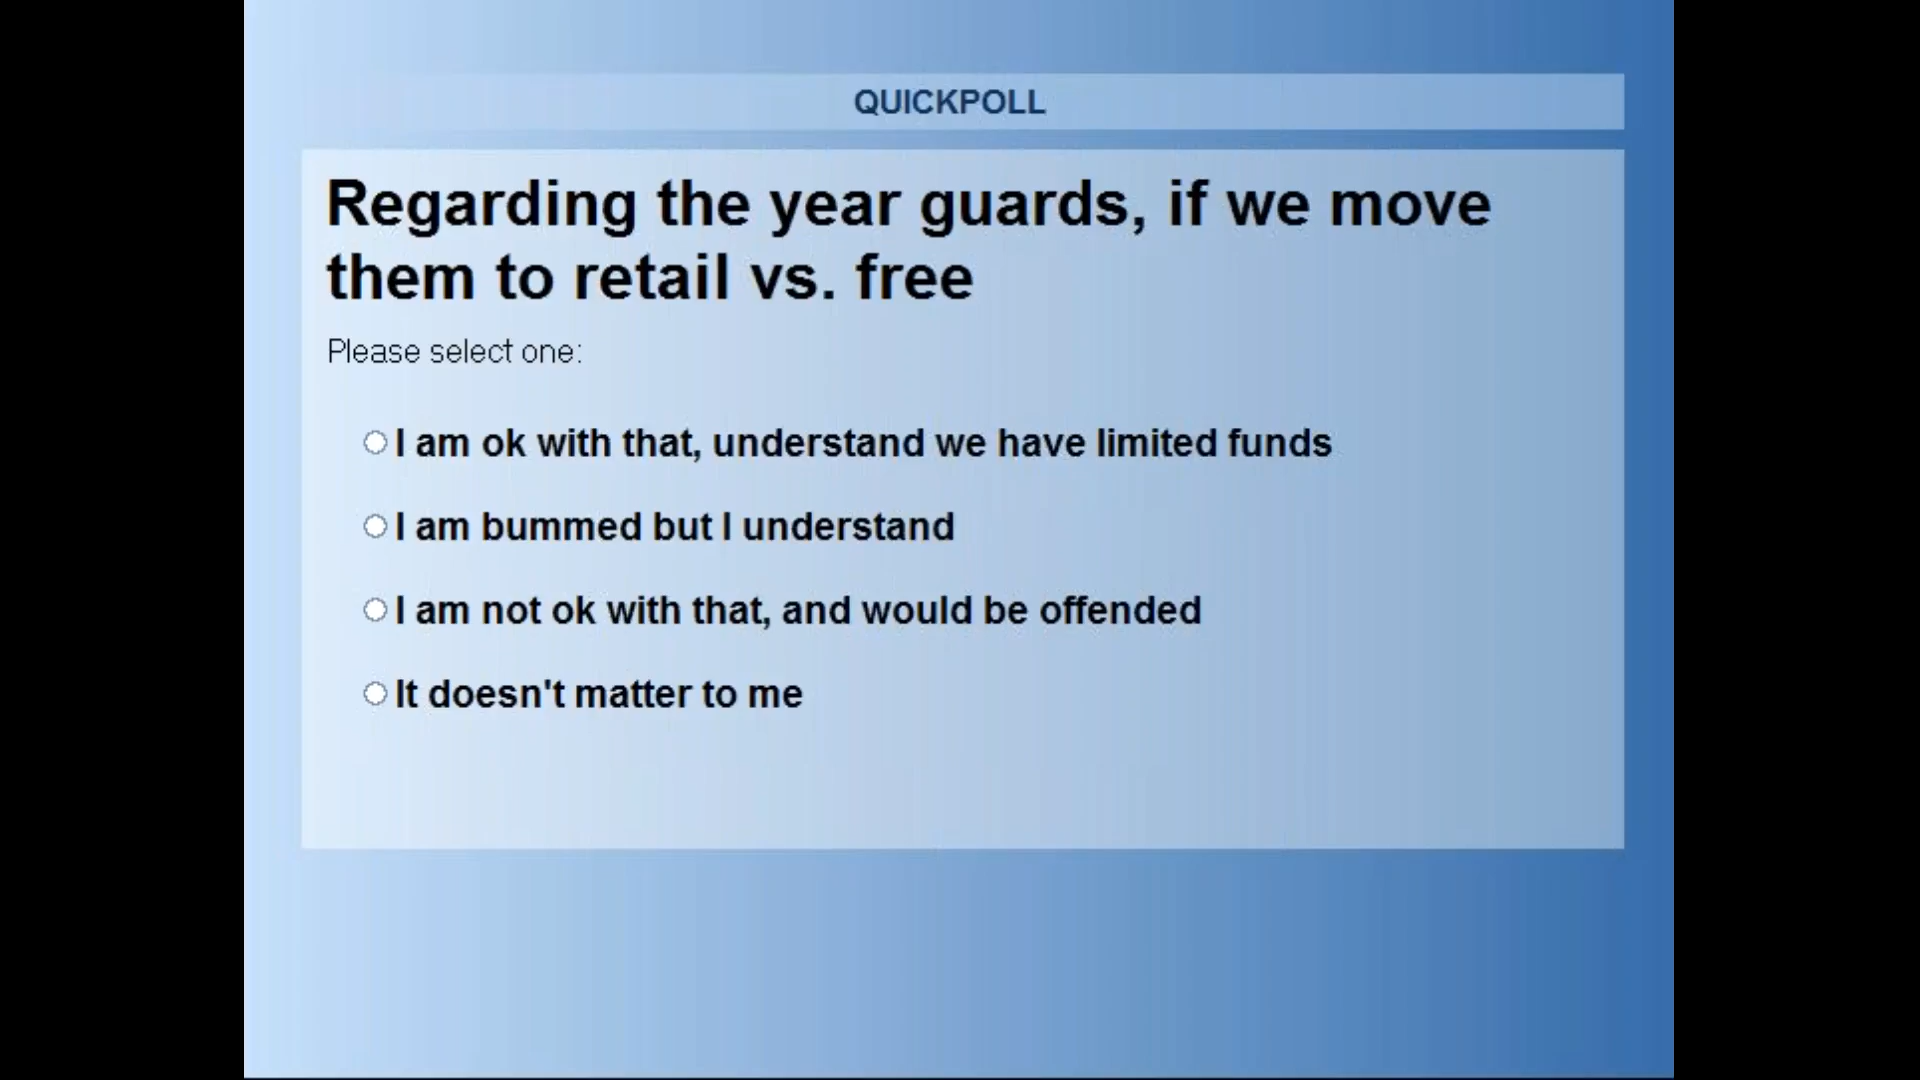 QUICKPOLL
Regarding the year guards, if we move
them to retail vs. free
Please select one:
I am ok with that, understand we have limited funds
I am bummed but I understand
I am not ok with that, and would be offended
It doesn't matter to me